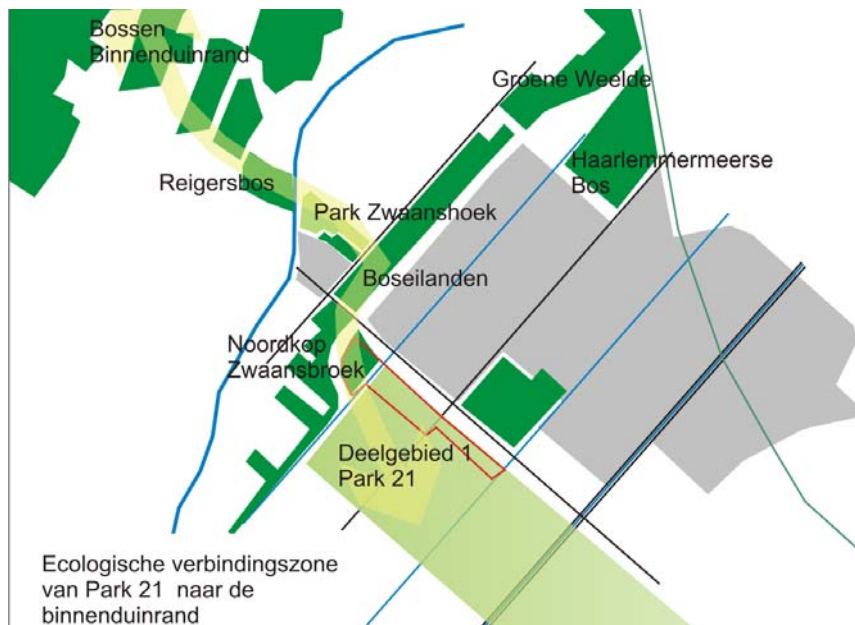 Bossen
Binnenduinrand
Groene Weelde
Haarlemmermeerse
Bos
Reigersbos
Park Zwaanshoek
Boseilanden
Noordkop
Zwaansbroek
Deelgebied 1
Park 21
Ecologische verbindingszone
van Park 21 naar de
binnenduinrand